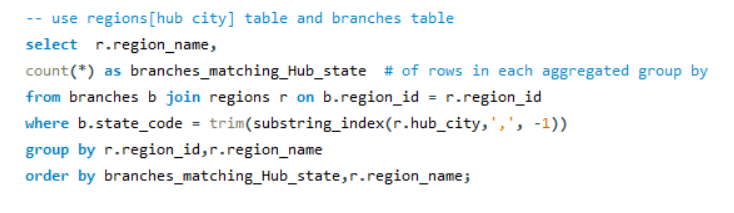 -- use regions[hub city] table and branches table
select  r.region_name,
count(*) as branches_matching_Hub_state  # of rows in each aggregated group by
from branches b join regions r on b.region_id = r.region_id
where b.state_code = trim(substring_index(r.hub_city,',', -1))
group by r.region_id,r.region_name
order by branches_matching_Hub_state,r.region_name;